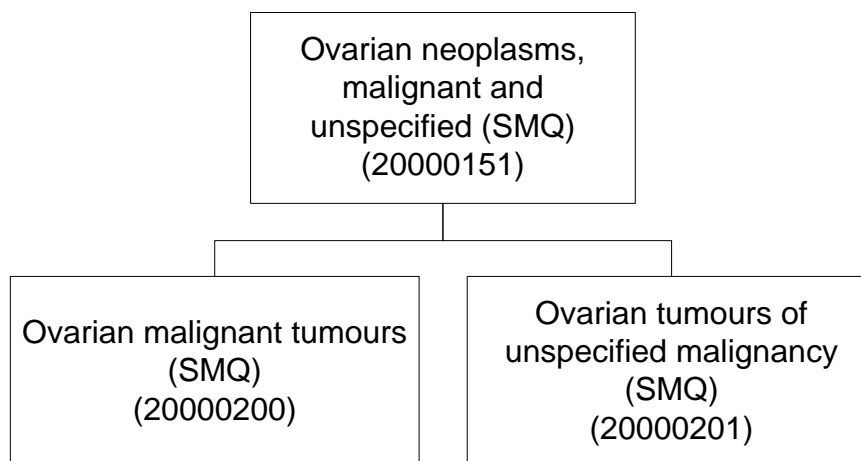 Ovarian neoplasms,
malignant and
unspecified (SMQ)
(20000151)
Ovarian malignant tumours
(SMQ)
(20000200)
Ovarian tumours of
unspecified malignancy
(SMQ)
(20000201)